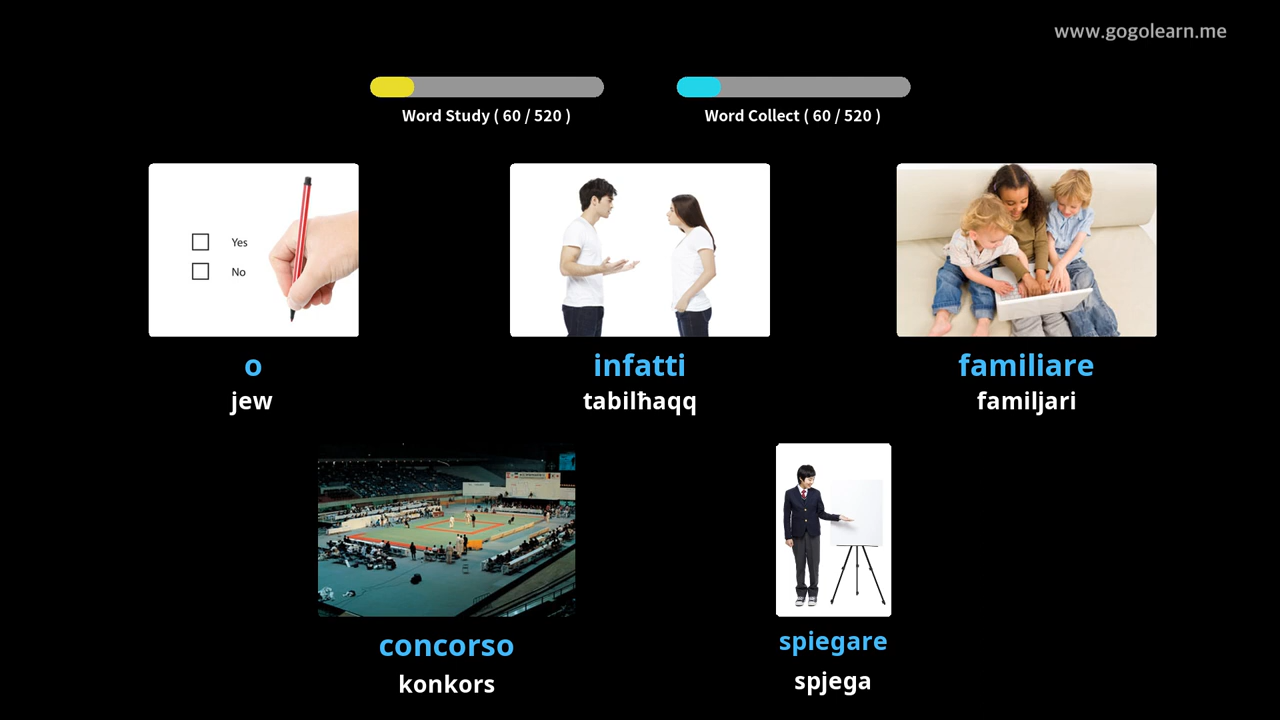 www.gogolearn.me
Word Study ( 60 / 520 )
Word Collect ( 60 / 520 )
Yes
No
o
jew
infatti
tabilħaqq
familiare
familjari
concorso
konkors
spiegare
spjega